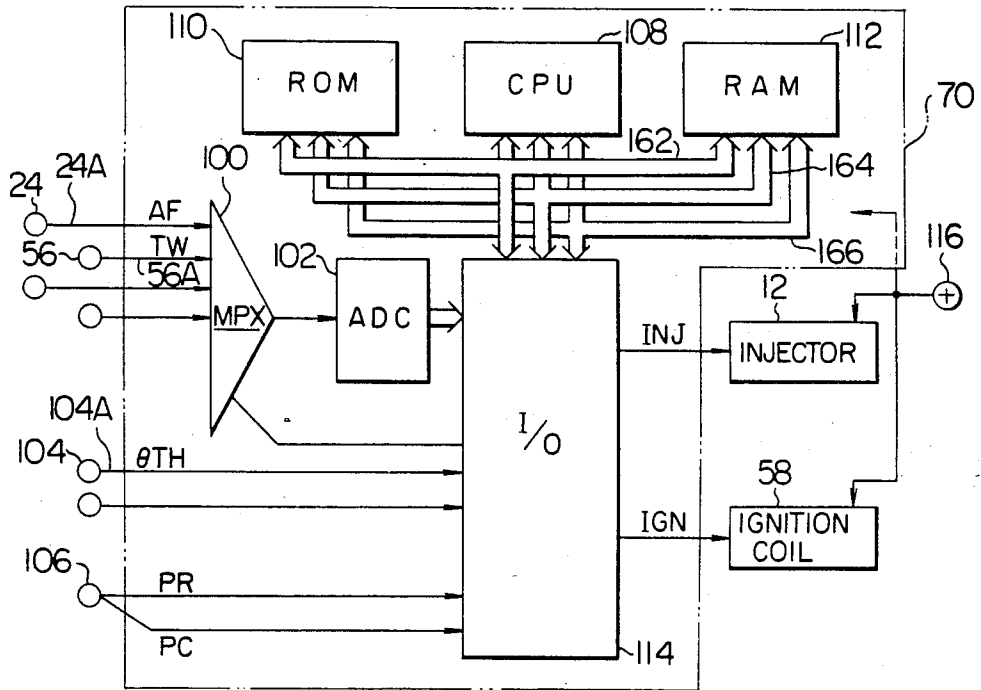 110
ROM
108
CPU
112
RAM
70
162
164
166
100
24
24A
AF
56
TW
56A
MPX
102
ADC
116
+
12
INJECTOR
INJ
I/O
104A
104
θTH
58
IGNITION
COIL
IGN
106
PR
PC
114